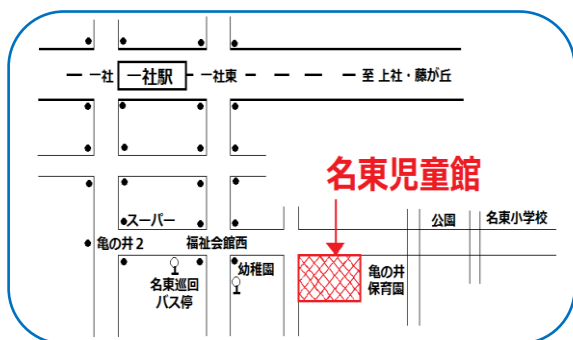 一社
一社駅
一社東
至 上社・藤が丘
名東児童館
スーパー
公園
名東小学校
亀の井2
福祉会館西
名東巡回
バス停
幼稚園
亀の井
保育園